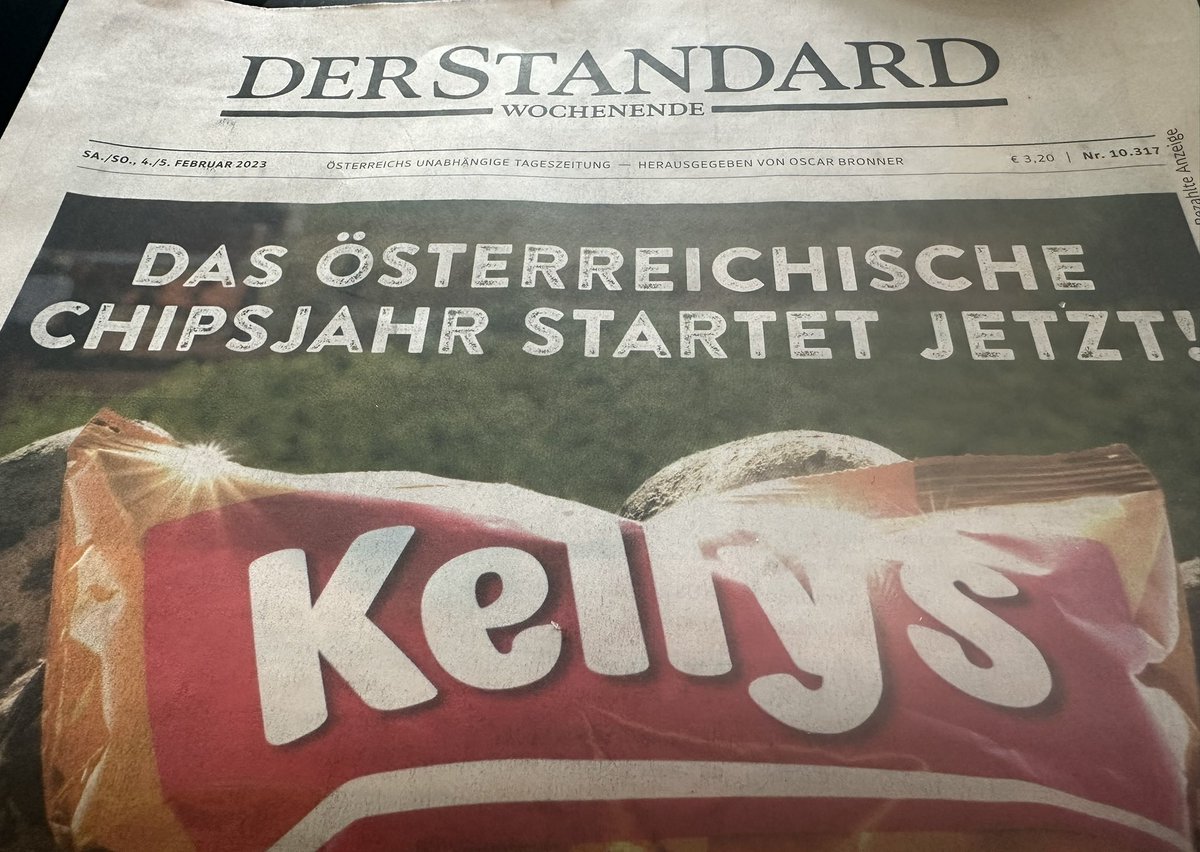 DERSTANDARD
WOCHENENDE
SA./SO., 4./5. FEBRUAR 2023 ÖSTERREICHS UNABHÄNGIGE TAGESZEITUNG — HERAUSGEGEBEN VON OSCAR BRONNER € 3,20 | Nr. 10.317
Bezahlte Anzeige
DAS ÖSTERREICHISCHE
CHIPSJAHR STARTET JETZT!
Kellys